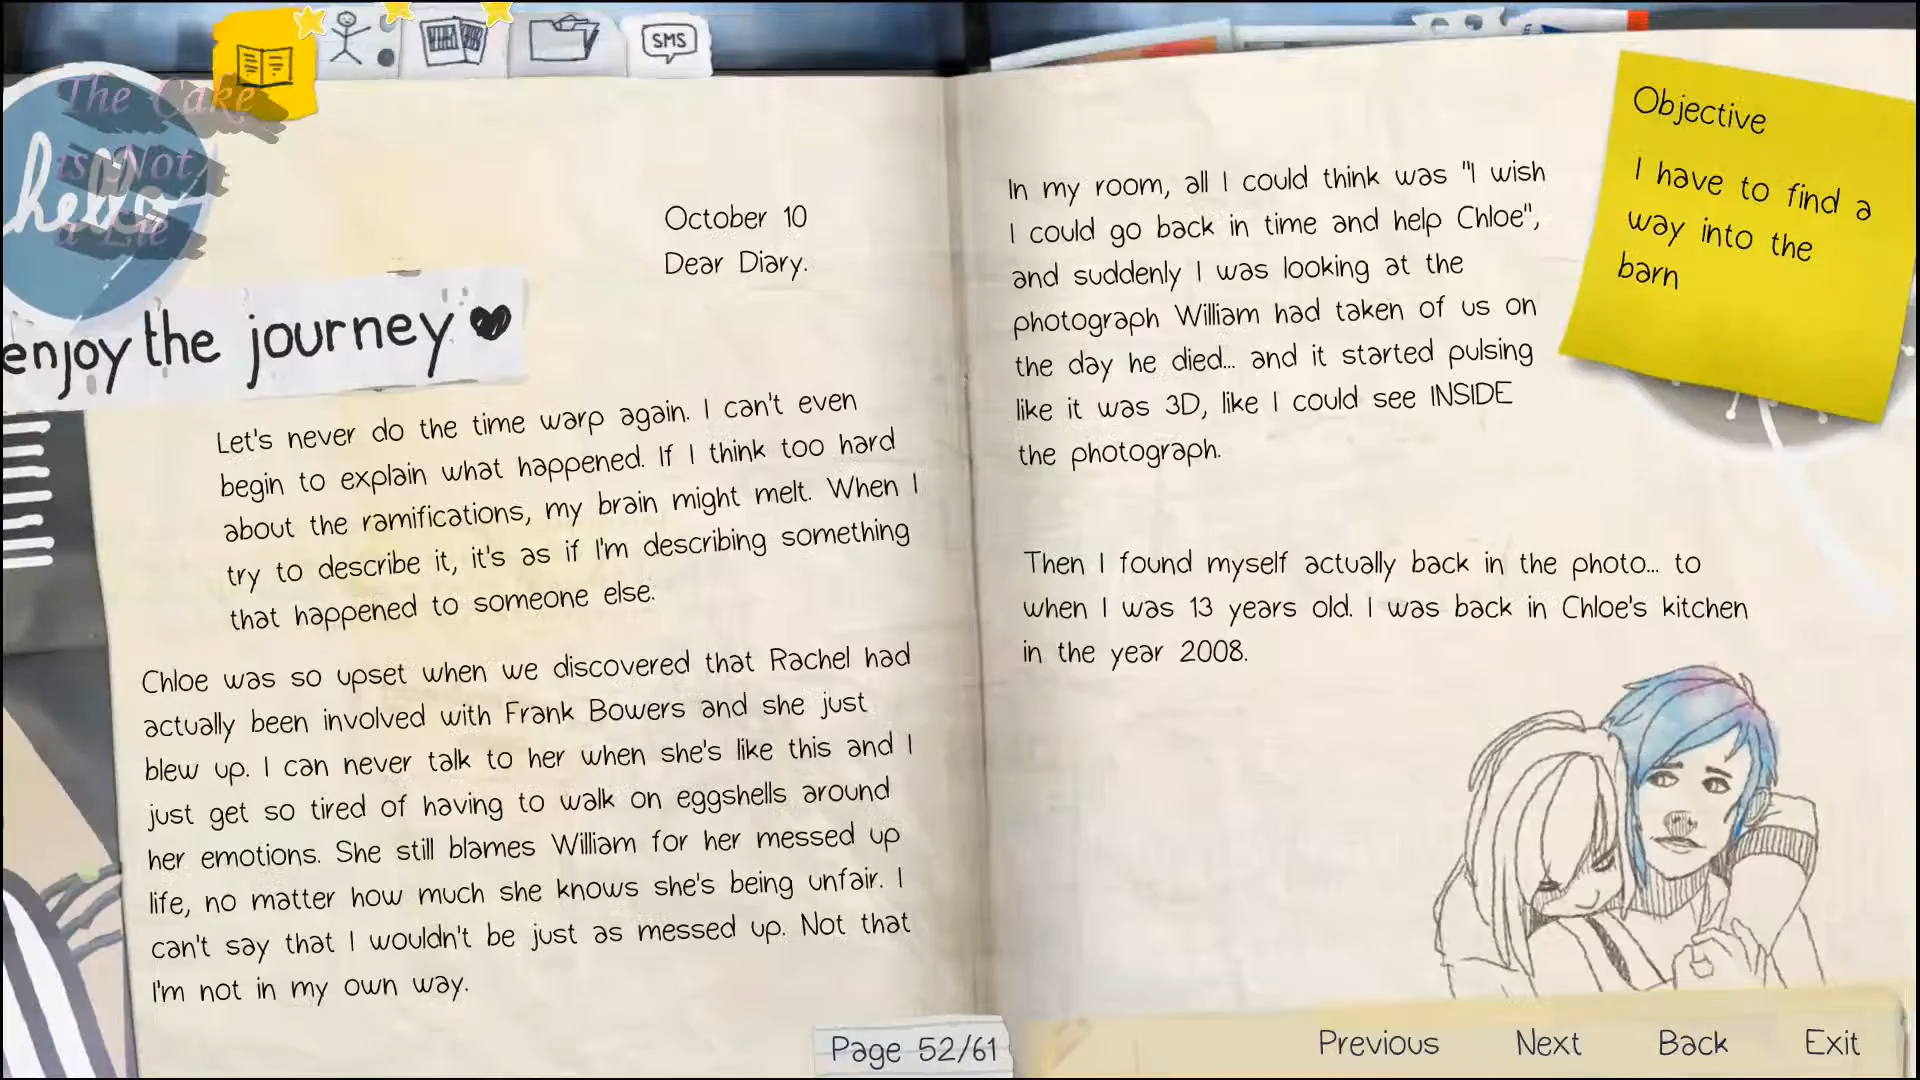 SMS
The Cake
is Not
a Lie
hello
enjoy the journey
October 10
Dear Diary.
Let's never do the time warp again. I can't even
begin to explain what happened. If I think too hard
about the ramifications, my brain might melt. When I
try to describe it, it's as if I'm describing something
that happened to someone else.
Chloe was so upset when we discovered that Rachel had
actually been involved with Frank Bowers and she just
blew up. I can never talk to her when she's like this and I
just get so tired of having to walk on eggshells around
her emotions. She still blames William for her messed up
life, no matter how much she knows she's being unfair. I
can't say that I wouldn't be just as messed up. Not that
I'm not in my own way.
In my room, all I could think was "I wish
I could go back in time and help Chloe",
and suddenly I was looking at the
photograph William had taken of us on
the day he died... and it started pulsing
like it was 3D, like I could see INSIDE
the photograph.
Then I found myself actually back in the photo... to
when I was 13 years old. I was back in Chloe's kitchen
in the year 2008.
Objective
I have to find a
way into the
barn
Page 52/61
Previous Next Back Exit